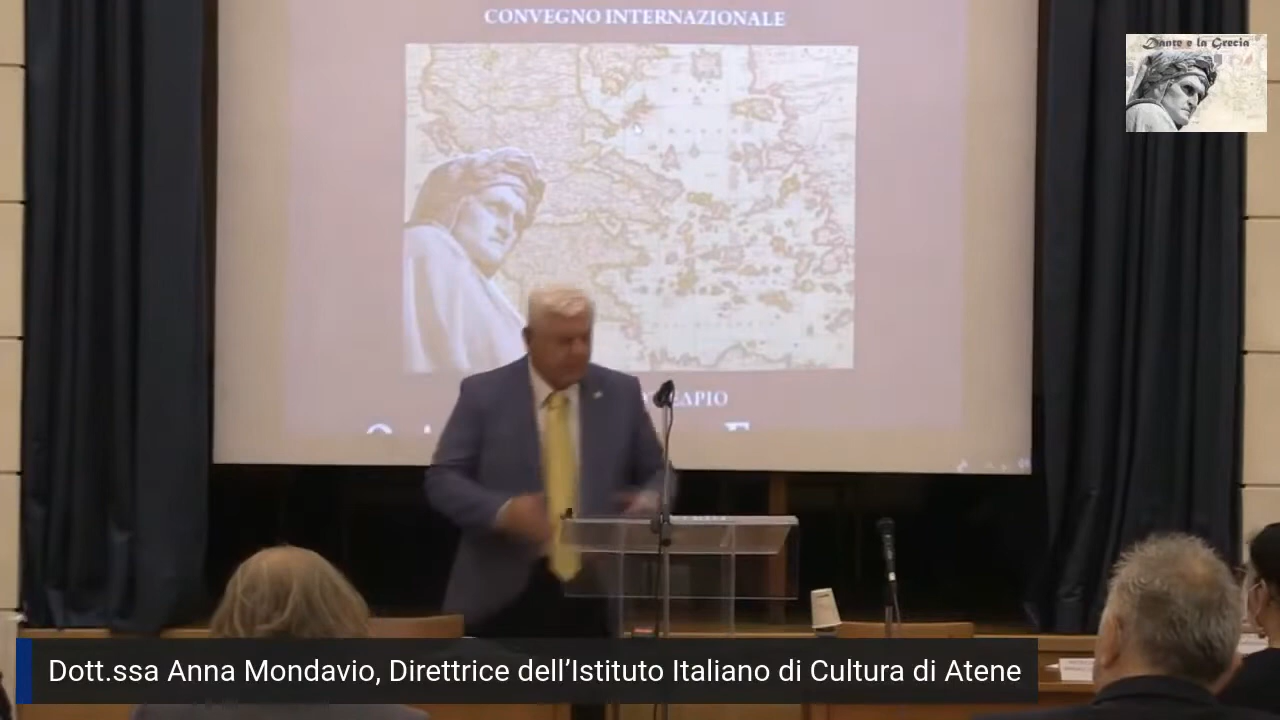 CONVEGNO INTERNAZIONALE
Dante e la Grecia
Dott.ssa Anna Mondavio, Direttrice dell’Istituto Italiano di Cultura di Atene